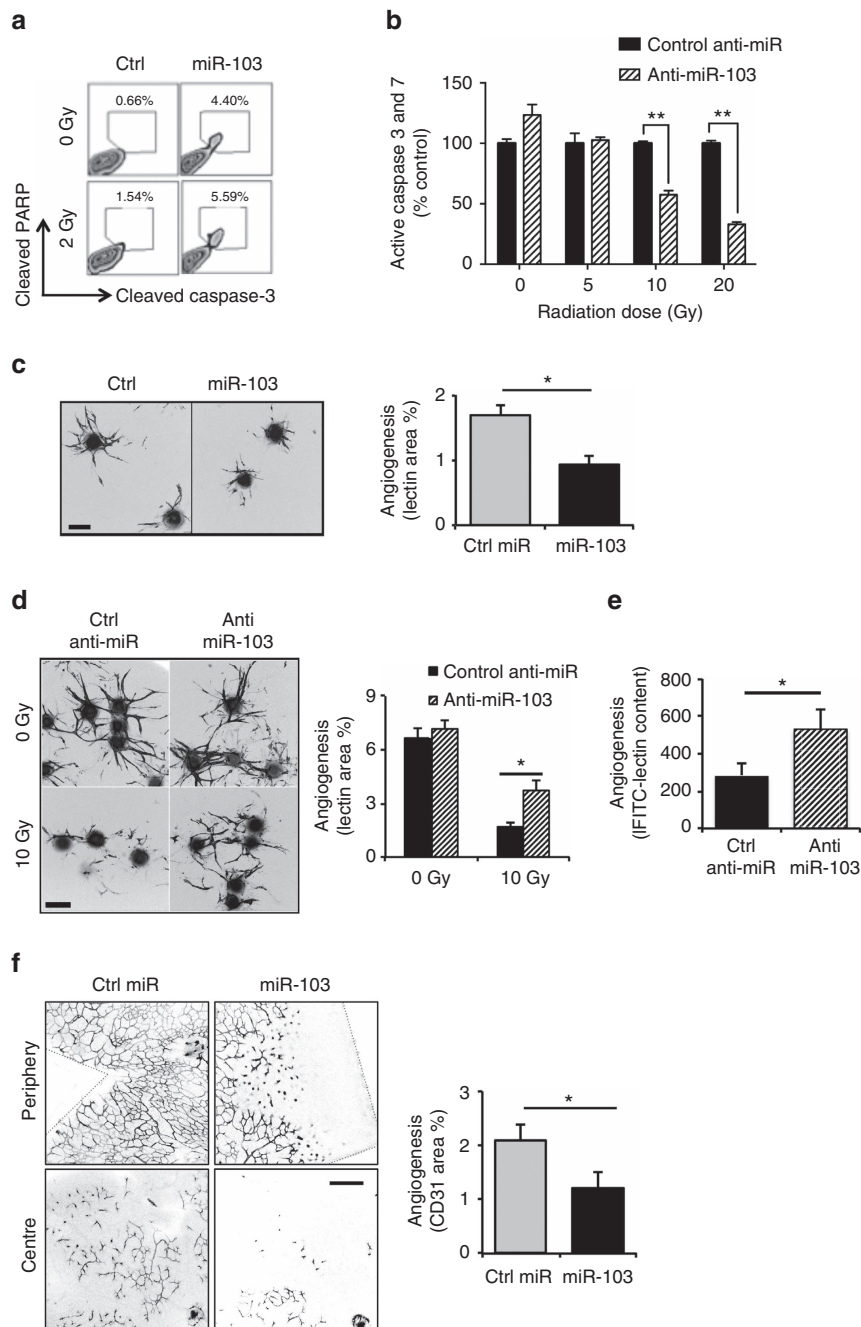 a
Ctrl
miR-103
0 Gy
0.66%
4.40%
2 Gy
1.54%
5.59%
Cleaved PARP
Cleaved caspase-3
b
Control anti-miR
Anti-miR-103
Active caspase 3 and 7
(% control)
150
100
50
0
**
**
0
5
10
20
Radiation dose (Gy)
c
Ctrl
miR-103
Angiogenesis
(lectin area %)
2
1
0
*
Ctrl miR
miR-103
d
Ctrl
anti-miR
Anti
miR-103
0 Gy
10 Gy
Control anti-miR
Anti-miR-103
Angiogenesis
(lectin area %)
9
6
3
0
*
0 Gy
10 Gy
e
Angiogenesis
(IFITC-lectin content)
800
600
400
200
0
*
Ctrl
anti-miR
Anti
miR-103
f
Ctrl miR
miR-103
Periphery
Centre
Angiogenesis
(CD31 area %)
3
2
1
0
*
Ctrl miR
miR-103